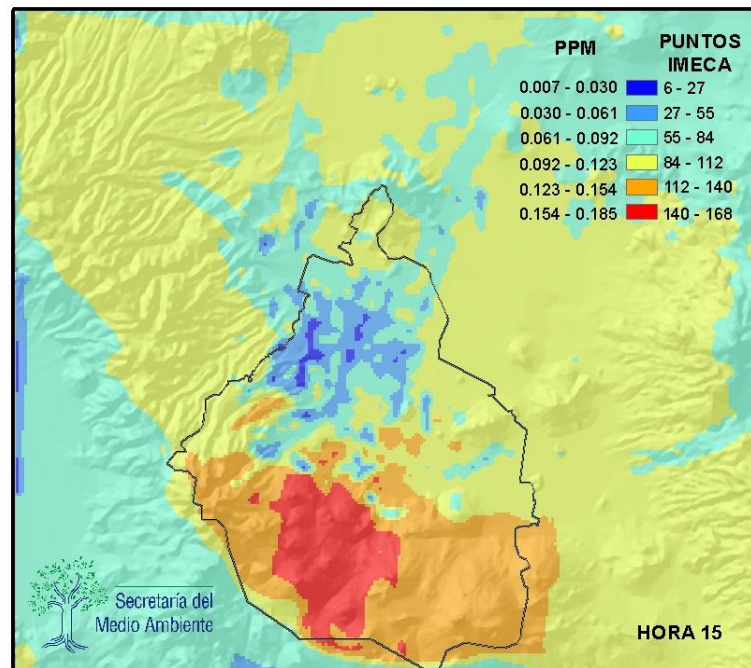 PPM PUNTOS IMECA
0.007 - 0.030 6 - 27
0.030 - 0.061 27 - 55
0.061 - 0.092 55 - 84
0.092 - 0.123 84 - 112
0.123 - 0.154 112 - 140
0.154 - 0.185 140 - 168
Secretaría del
Medio Ambiente
HORA 15